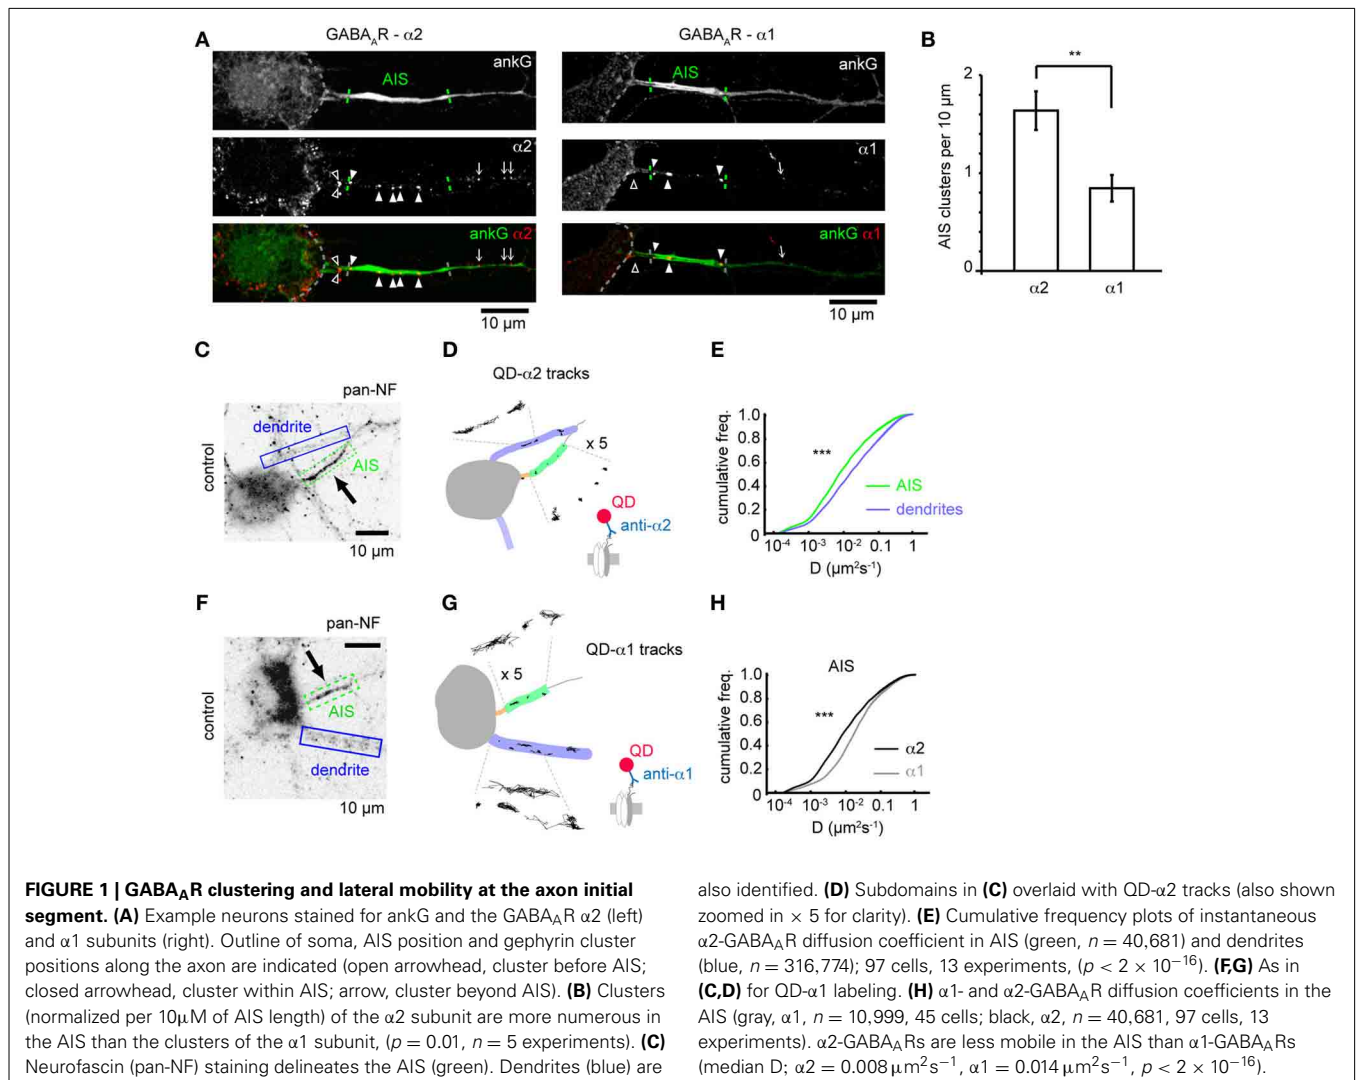 A
GABA_AR - α2
ankG
AIS
α2
ankG α2
10 μm
GABA_AR - α1
ankG
AIS
α1
ankG α1
10 μm
B
**
AIS clusters per 10 μm
2
1
0
α2
α1
C
pan-NF
dendrite
AIS
control
10 μm
D
QD-α2 tracks
x 5
QD
anti-α2
E
cumulative freq.
1.0
0.8
0.6
0.4
0.2
0
***
AIS
dendrites
10⁻⁴ 10⁻³ 10⁻² 0.1 1
D (μm²s⁻¹)
F
pan-NF
AIS
control
dendrite
10 μm
G
QD-α1 tracks
x 5
QD
anti-α1
H
AIS
cumulative freq.
1.0
0.8
0.6
0.4
0.2
0
***
α2
α1
10⁻⁴ 10⁻³ 10⁻² 0.1 1
D (μm²s⁻¹)
FIGURE 1 | GABA_AR clustering and lateral mobility at the axon initial
segment. (A) Example neurons stained for ankG and the GABA_AR α2 (left)
and α1 subunits (right). Outline of soma, AIS position and gephyrin cluster
positions along the axon are indicated (open arrowhead, cluster before AIS;
closed arrowhead, cluster within AIS; arrow, cluster beyond AIS). (B) Clusters
(normalized per 10μM of AIS length) of the α2 subunit are more numerous in
the AIS than the clusters of the α1 subunit, (p = 0.01, n = 5 experiments). (C)
Neurofascin (pan-NF) staining delineates the AIS (green). Dendrites (blue) are
also identified. (D) Subdomains in (C) overlaid with QD-α2 tracks (also shown
zoomed in × 5 for clarity). (E) Cumulative frequency plots of instantaneous
α2-GABA_AR diffusion coefficient in AIS (green, n = 40,681) and dendrites
(blue, n = 316,774); 97 cells, 13 experiments, (p < 2 × 10⁻¹⁶). (F,G) As in
(C,D) for QD-α1 labeling. (H) α1- and α2-GABA_AR diffusion coefficients in the
AIS (gray, α1, n = 10,999, 45 cells; black, α2, n = 40,681, 97 cells, 13
experiments). α2-GABA_ARs are less mobile in the AIS than α1-GABA_ARs
(median D; α2 = 0.008 μm²s⁻¹, α1 = 0.014 μm²s⁻¹, p < 2 × 10⁻¹⁶).